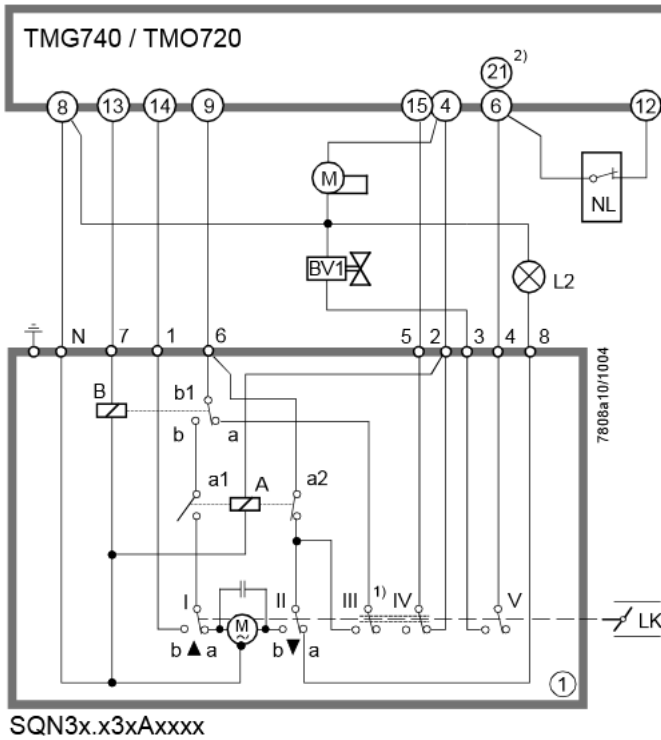 TMG740 / TMO720
21 2)
8 13 14 9 15 4 6 12
M
NL
BV1
L2
N 7 1 6 5 2 3 4 8
7808a10/1004
B
b1
b a
a1 A a2
I II III 1) IV V
M
~
LK
b ▲ a b ▼ a
1
SQN3x.x3xAxxxx